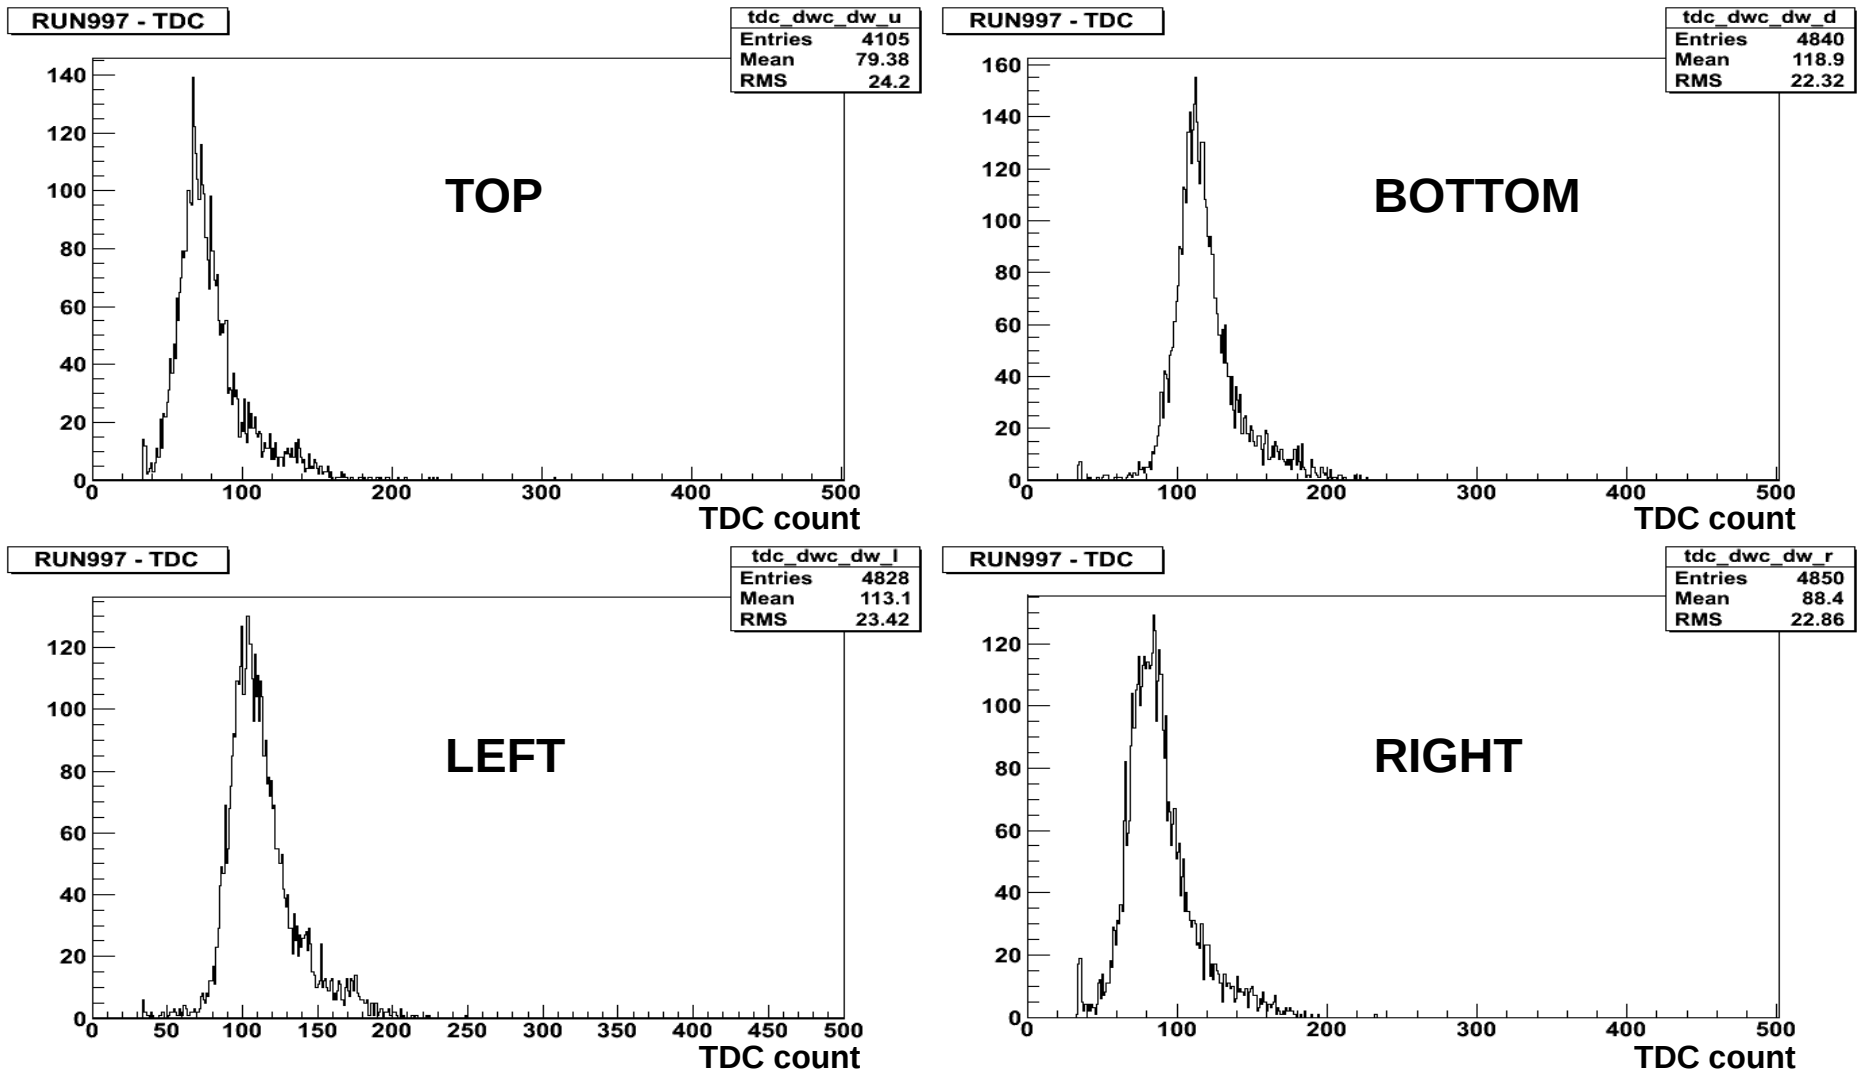 RUN997 - TDC
tdc_dwc_dw_u
Entries 4105
Mean 79.38
RMS 24.2
140
120
100
80
60
40
20
0
TOP
0 100 200 300 400 500
TDC count
RUN997 - TDC
tdc_dwc_dw_d
Entries 4840
Mean 118.9
RMS 22.32
160
140
120
100
80
60
40
20
0
BOTTOM
0 100 200 300 400 500
TDC count
RUN997 - TDC
tdc_dwc_dw_l
Entries 4828
Mean 113.1
RMS 23.42
120
100
80
60
40
20
0
LEFT
0 50 100 150 200 250 300 350 400 450 500
TDC count
RUN997 - TDC
tdc_dwc_dw_r
Entries 4850
Mean 88.4
RMS 22.86
120
100
80
60
40
20
0
RIGHT
0 100 200 300 400 500
TDC count